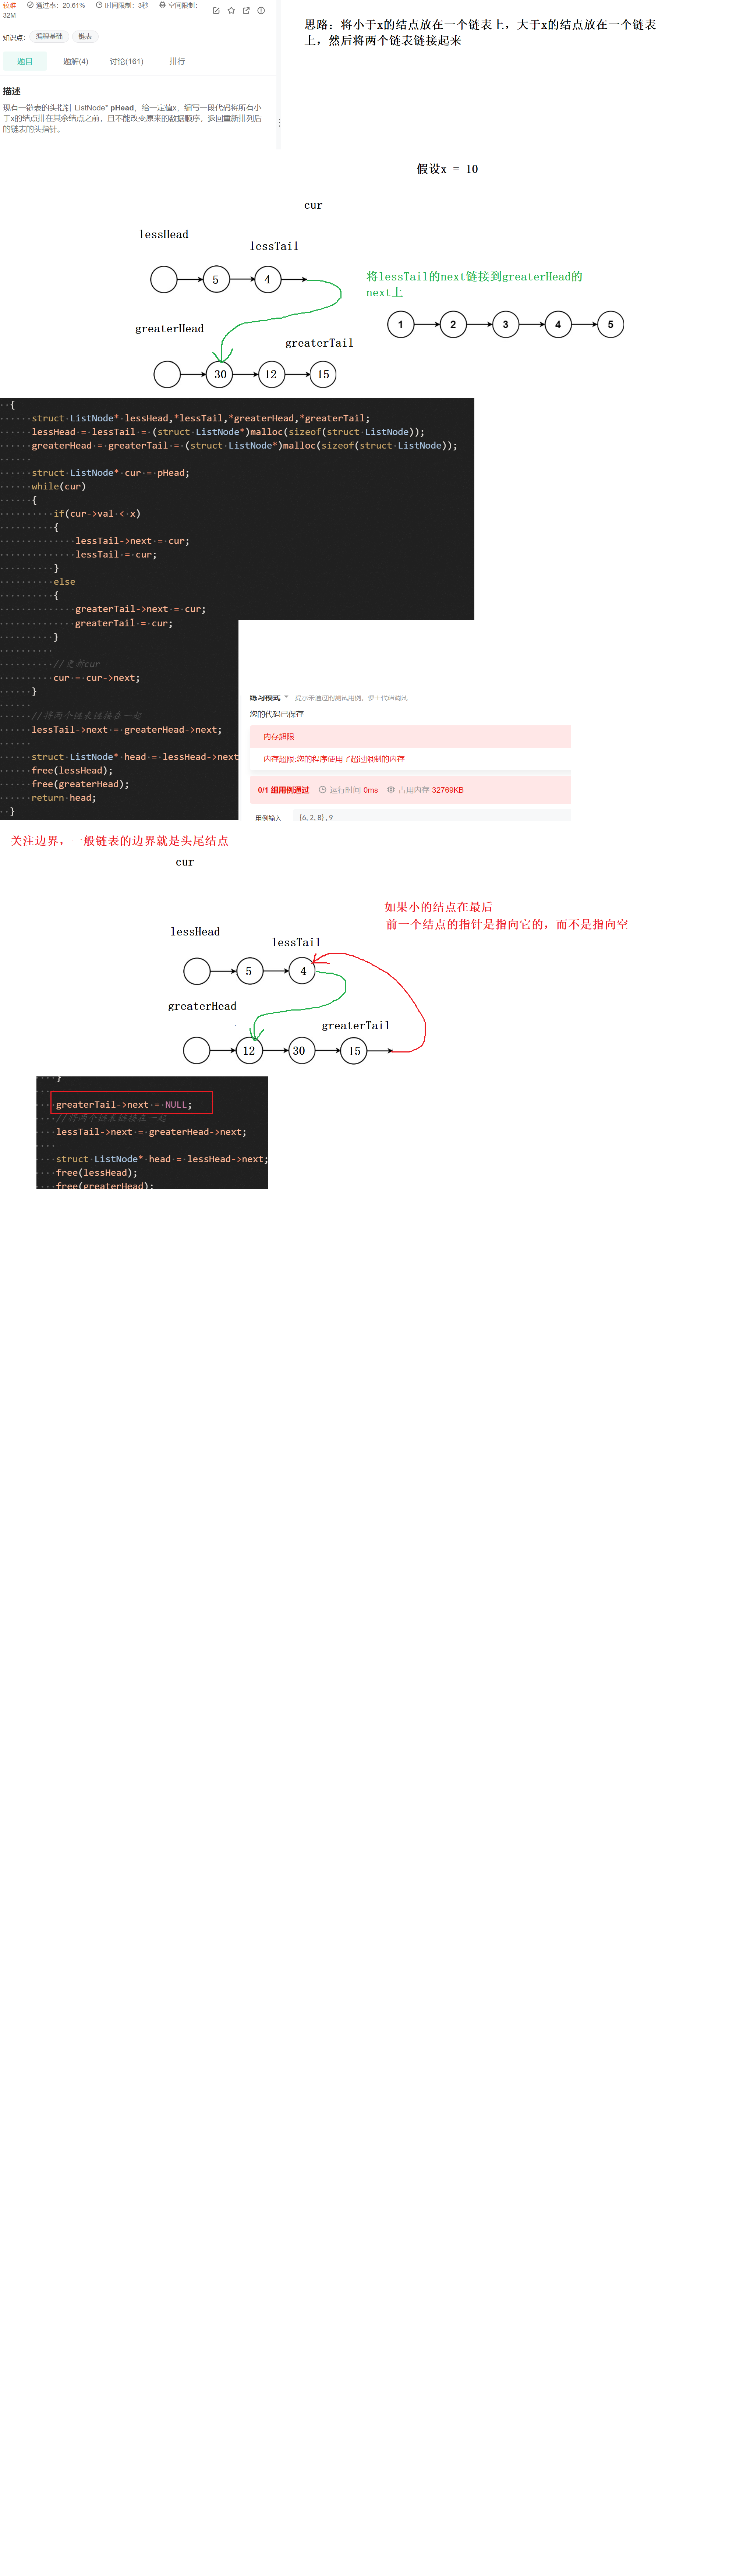 较难 通过率：20.61% 时间限制：3秒 空间限制：
32M
知识点： 编程基础 链表
题目 题解(4) 讨论(161) 排行
描述
现有一链表的头指针 ListNode* pHead，给一定值x，编写一段代码将所有小
于x的结点排在其余结点之前，且不能改变原来的数据顺序，返回重新排列后
的链表的头指针。
思路：将小于x的结点放在一个链表上，大于x的结点放在一个链表
上，然后将两个链表链接起来
假设x = 10
cur
lessHead
lessTail
5 4
将lessTail的next链接到greaterHead的
next上
1 2 3 4 5
greaterHead
greaterTail
30 12 15
{
struct ListNode* lessHead,*lessTail,*greaterHead,*greaterTail;
lessHead = lessTail = (struct ListNode*)malloc(sizeof(struct ListNode));
greaterHead = greaterTail = (struct ListNode*)malloc(sizeof(struct ListNode));
struct ListNode* cur = pHead;
while(cur)
{
if(cur->val < x)
{
lessTail->next = cur;
lessTail = cur;
}
else
{
greaterTail->next = cur;
greaterTail = cur;
}
//更新cur
cur = cur->next;
}
//将两个链表链接在一起
lessTail->next = greaterHead->next;
struct ListNode* head = lessHead->next
free(lessHead);
free(greaterHead);
return head;
}
练习模式 提示未通过的测试用例，便于代码调试
您的代码已保存
内存超限
内存超限:您的程序使用了超过限制的内存
0/1 组用例通过 运行时间 0ms 占用内存 32769KB
用例输入 {6,2,8},9
关注边界，一般链表的边界就是头尾结点
cur
如果小的结点在最后
前一个结点的指针是指向它的，而不是指向空
lessHead
lessTail
5 4
greaterHead
greaterTail
12 30 15
}
greaterTail->next = NULL;
//将两个链表链接在一起
lessTail->next = greaterHead->next;
struct ListNode* head = lessHead->next;
free(lessHead);
free(greaterHead);